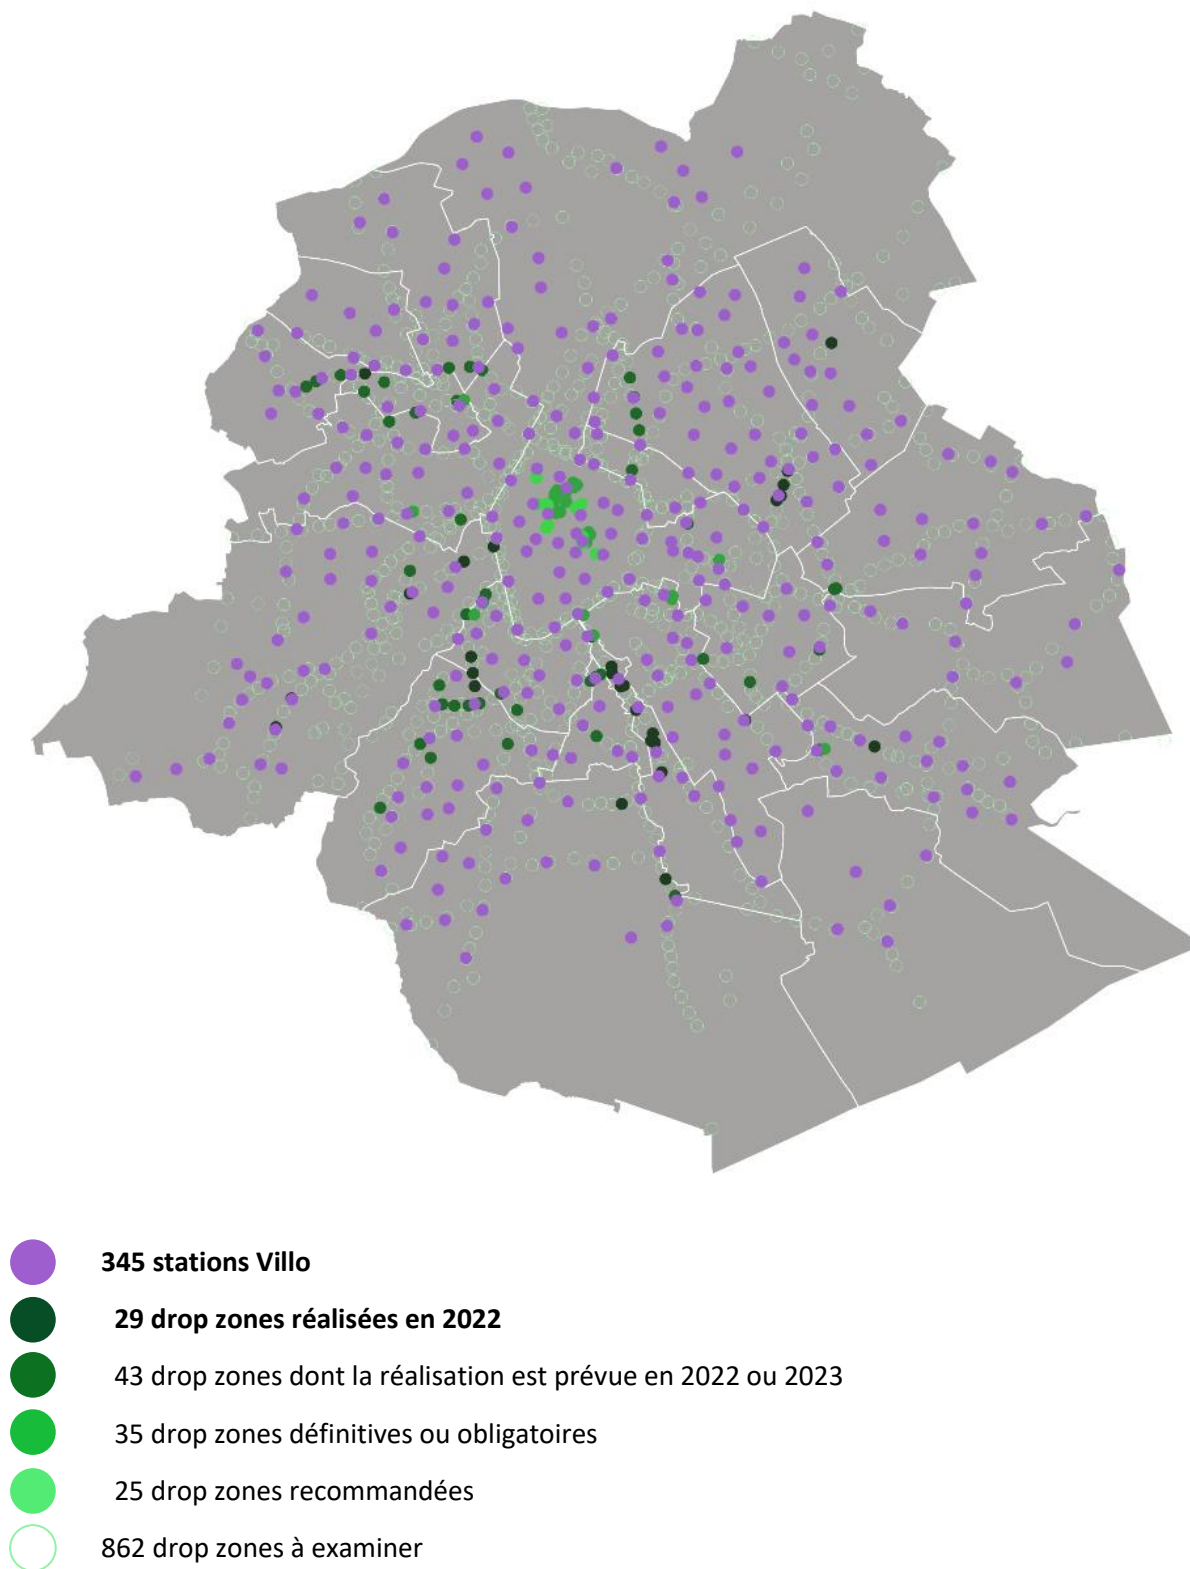 345 stations Villo
29 drop zones réalisées en 2022
43 drop zones dont la réalisation est prévue en 2022 ou 2023
35 drop zones définitives ou obligatoires
25 drop zones recommandées
862 drop zones à examiner